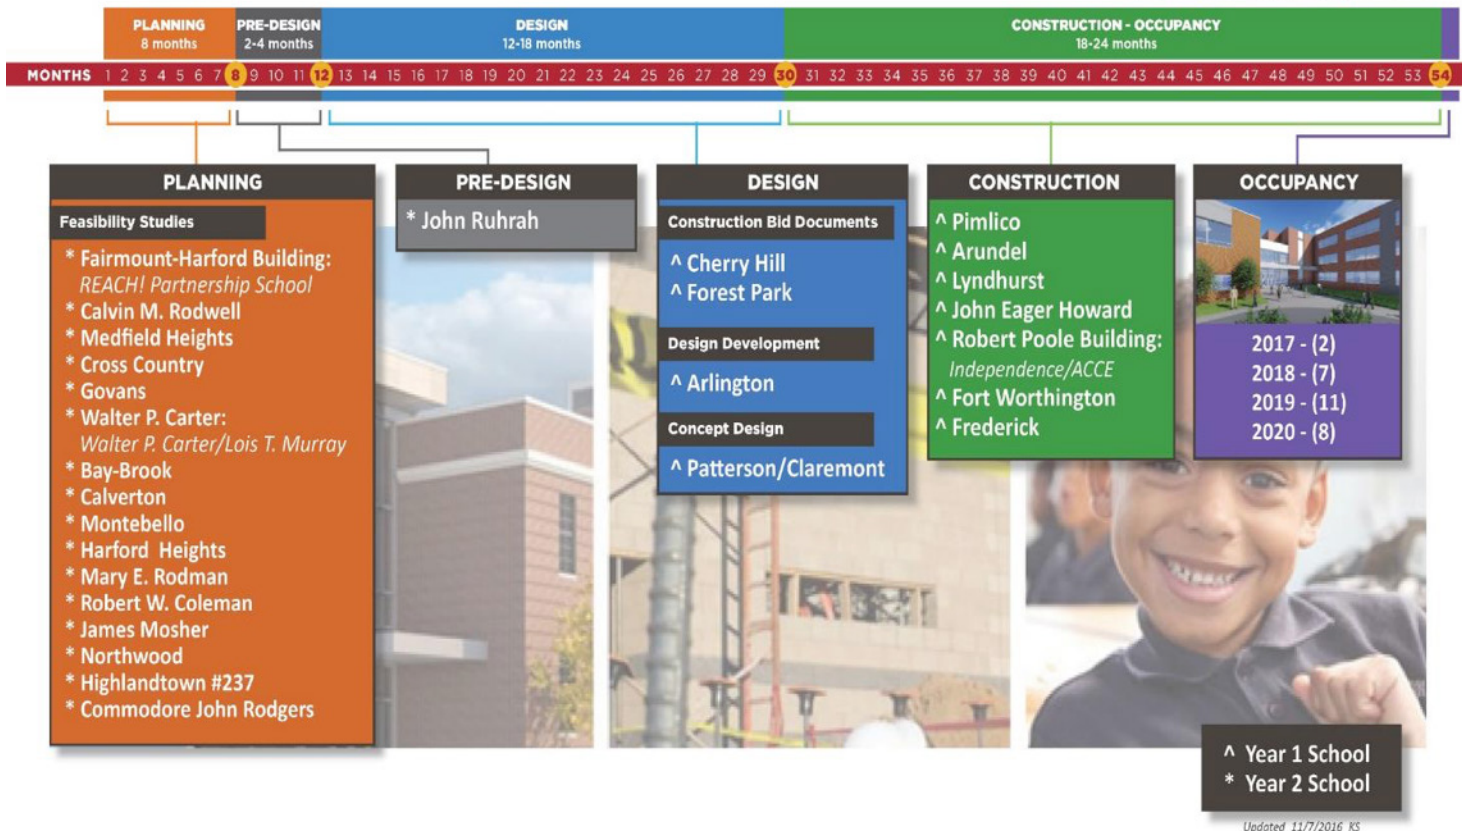 PLANNING
8 months
PRE-DESIGN
2-4 months
DESIGN
12-18 months
CONSTRUCTION - OCCUPANCY
18-24 months
MONTHS 1 2 3 4 5 6 7 8 9 10 11 12 13 14 15 16 17 18 19 20 21 22 23 24 25 26 27 28 29 30 31 32 33 34 35 36 37 38 39 40 41 42 43 44 45 46 47 48 49 50 51 52 53 54
PLANNING
Feasibility Studies
* Fairmount-Harford Building:
REACH! Partnership School
* Calvin M. Rodwell
* Medfield Heights
* Cross Country
* Govans
* Walter P. Carter:
Walter P. Carter/Lois T. Murray
* Bay-Brook
* Calverton
* Montebello
* Harford Heights
* Mary E. Rodman
* Robert W. Coleman
* James Mosher
* Northwood
* Highlandtown #237
* Commodore John Rodgers
PRE-DESIGN
* John Ruhrah
DESIGN
Construction Bid Documents
^ Cherry Hill
^ Forest Park
Design Development
^ Arlington
Concept Design
^ Patterson/Claremont
CONSTRUCTION
^ Pimlico
^ Arundel
^ Lyndhurst
^ John Eager Howard
^ Robert Poole Building:
Independence/ACCE
^ Fort Worthington
^ Frederick
OCCUPANCY
2017 - (2)
2018 - (7)
2019 - (11)
2020 - (8)
^ Year 1 School
* Year 2 School
Updated 11/7/2016 KS